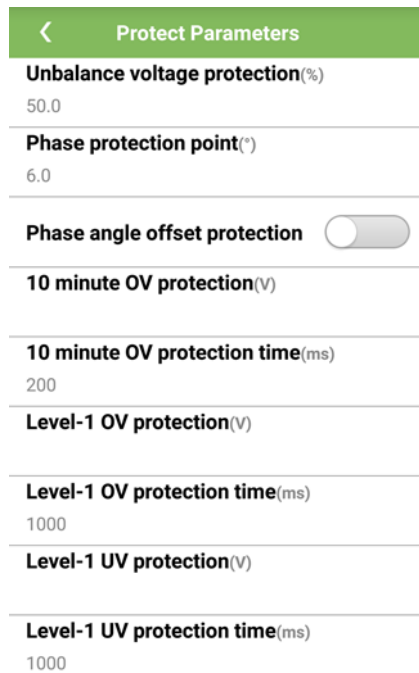 Protect Parameters
Unbalance voltage protection(%)
50.0
Phase protection point(°)
6.0
Phase angle offset protection
10 minute OV protection(V)
10 minute OV protection time(ms)
200
Level-1 OV protection(V)
Level-1 OV protection time(ms)
1000
Level-1 UV protection(V)
Level-1 UV protection time(ms)
1000